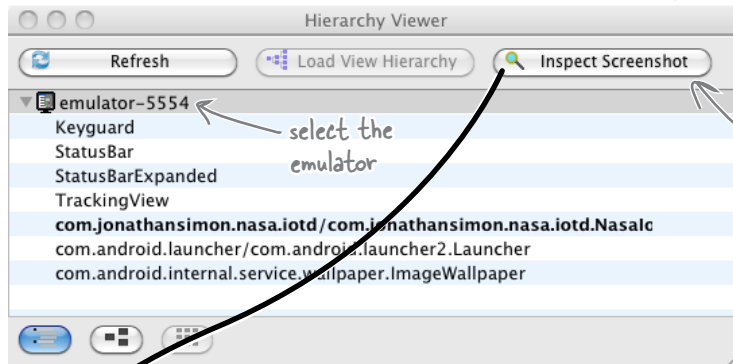 Hierarchy Viewer
Refresh
Load View Hierarchy
Inspect Screenshot
emulator-5554
select the
emulator
Keyguard
StatusBar
StatusBarExpanded
TrackingView
com.jonathansimon.nasa.iotd/com.jonathansimon.nasa.iotd.NasaIo
com.android.launcher/com.android.launcher2.Launcher
com.android.internal.service.wallpaper.ImageWallpaper